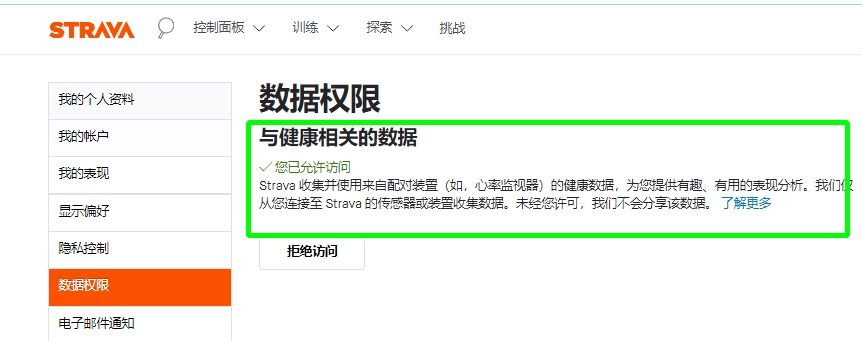 STRAVA 控制面板 训练 探索 挑战
我的个人资料
我的帐户
我的表现
显示偏好
隐私控制
数据权限
电子邮件通知
数据权限
与健康相关的数据
您已允许访问
Strava 收集并使用来自配对装置（如，心率监视器）的健康数据，为您提供有趣、有用的表现分析。我们仅
从您连接至 Strava 的传感器或装置收集数据。未经您许可，我们不会分享该数据。 了解更多
拒绝访问